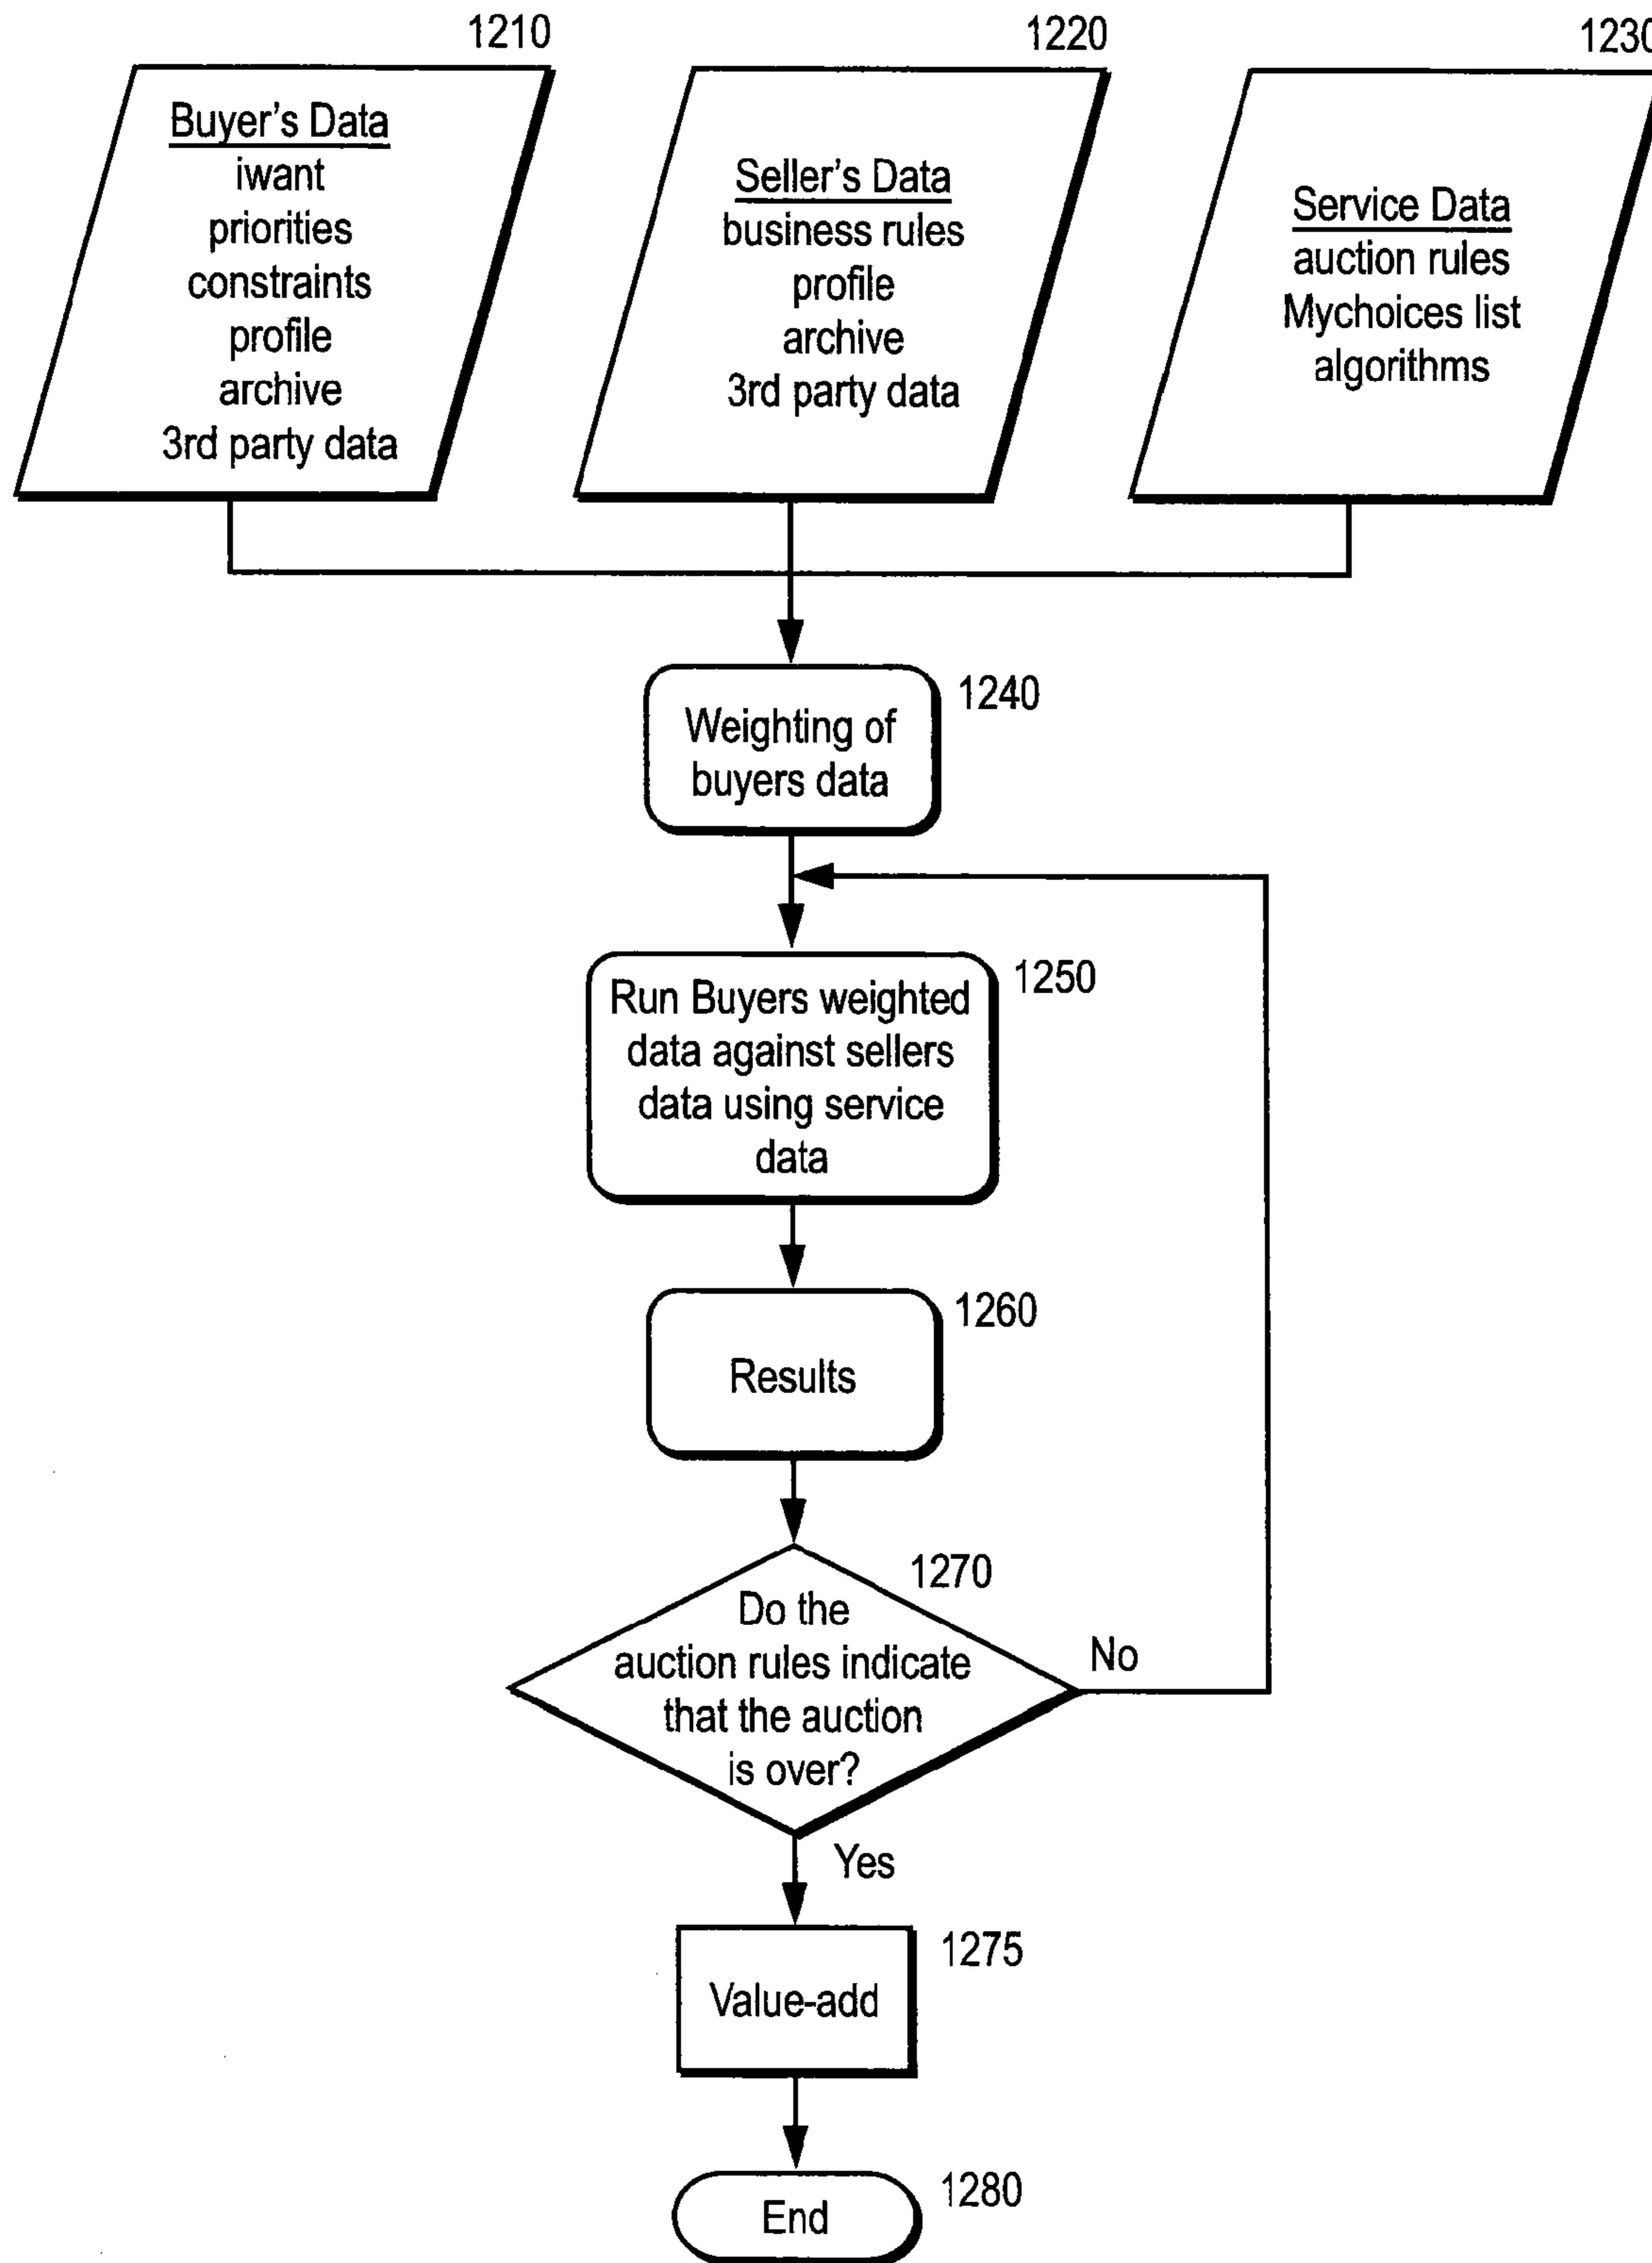 1210
Buyer's Data
iwant
priorities
constraints
profile
archive
3rd party data
1220
Seller's Data
business rules
profile
archive
3rd party data
1230
Service Data
auction rules
Mychoices list
algorithms
1240
Weighting of
buyers data
1250
Run Buyers weighted
data against sellers
data using service
data
1260
Results
1270
Do the
auction rules indicate
that the auction
is over?
No
Yes
1275
Value-add
1280
End